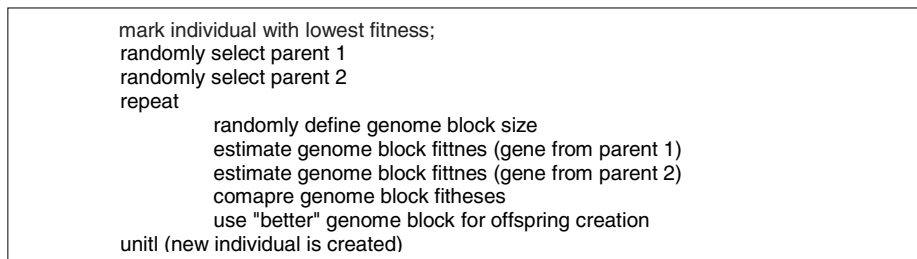 mark individual with lowest fitness;
randomly select parent 1
randomly select parent 2
repeat
randomly define genome block size
estimate genome block fittnes (gene from parent 1)
estimate genome block fittnes (gene from parent 2)
comapre genome block fitheses
use "better" genome block for offspring creation
unitl (new individual is created)